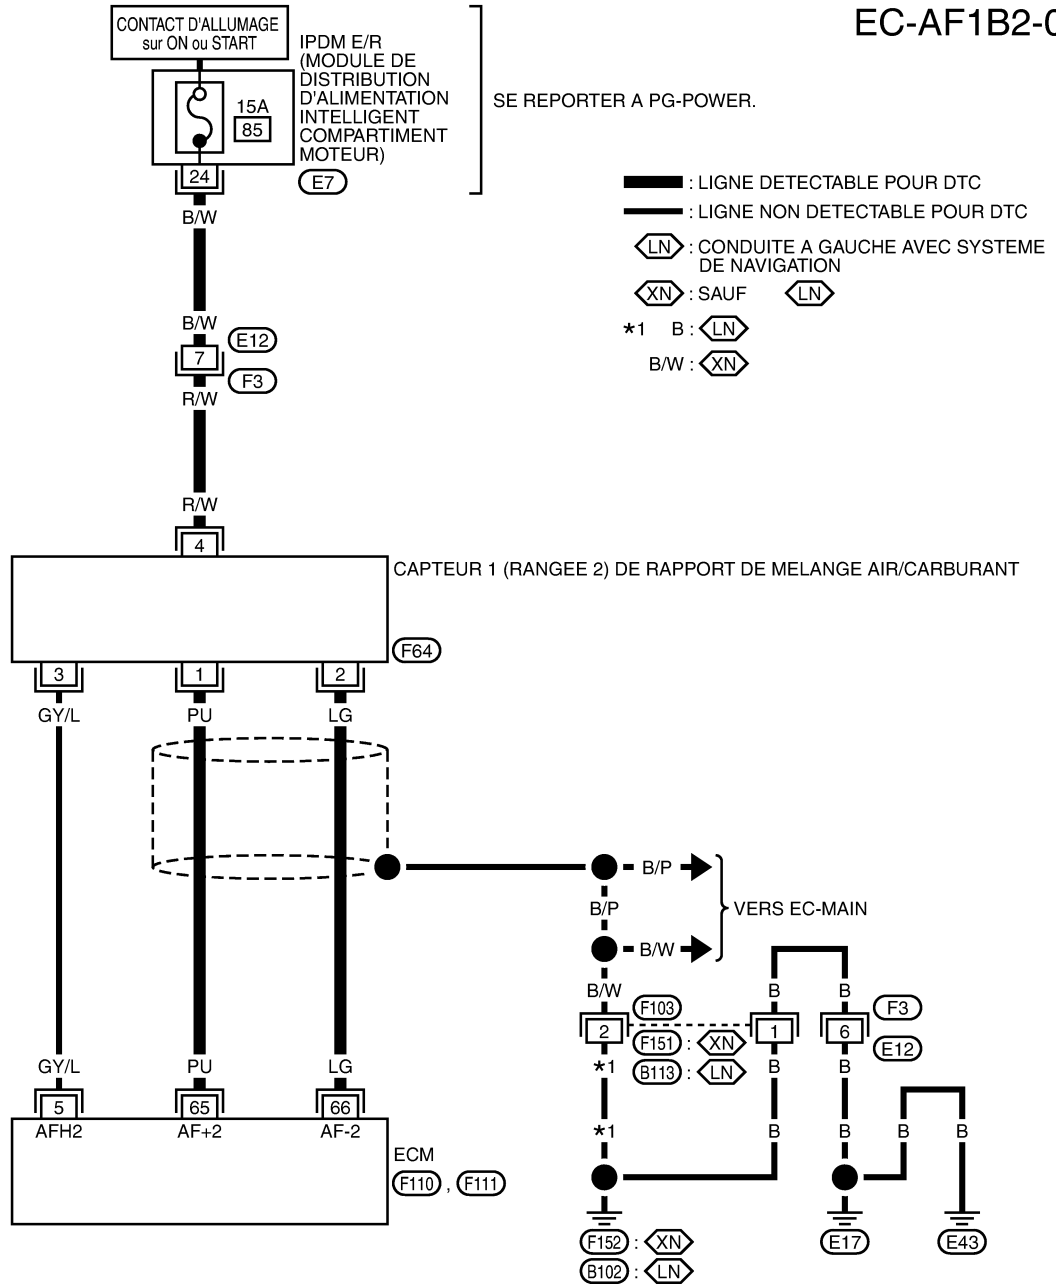 EC-AF1B2-0
CONTACT D'ALLUMAGE
sur ON ou START
IPDM E/R
(MODULE DE
DISTRIBUTION
D'ALIMENTATION
INTELLIGENT
COMPARTIMENT
MOTEUR)
15A
85
24
E7
SE REPORTER A PG-POWER.
: LIGNE DETECTABLE POUR DTC
: LIGNE NON DETECTABLE POUR DTC
LN : CONDUITE A GAUCHE AVEC SYSTEME
DE NAVIGATION
XN : SAUF LN
*1 B : LN
B/W : XN
B/W
B/W
E12
7
F3
R/W
R/W
4
CAPTEUR 1 (RANGEE 2) DE RAPPORT DE MELANGE AIR/CARBURANT
F64
3 1 2
GY/L PU LG
B/P
B/P
VERS EC-MAIN
B/W
B/W B B
F103 F3
2 1 6
F151 : XN E12
B113 : LN
GY/L PU LG *1 B B
5 65 66
AFH2 AF+2 AF-2 *1 B B B B
ECM
F110 , F111
F152 : XN E17 E43
B102 : LN